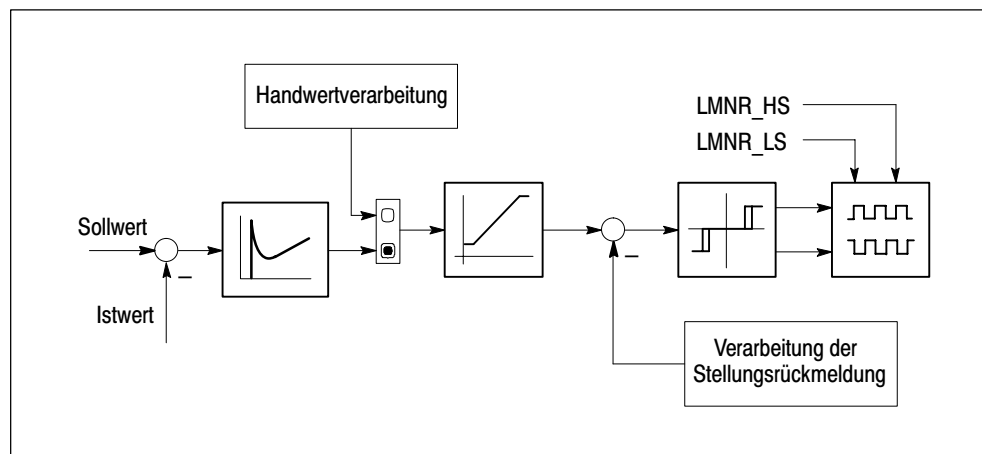 Handwertverarbeitung
LMNR_HS
LMNR_LS
Sollwert
Istwert
Verarbeitung der
Stellungsrückmeldung